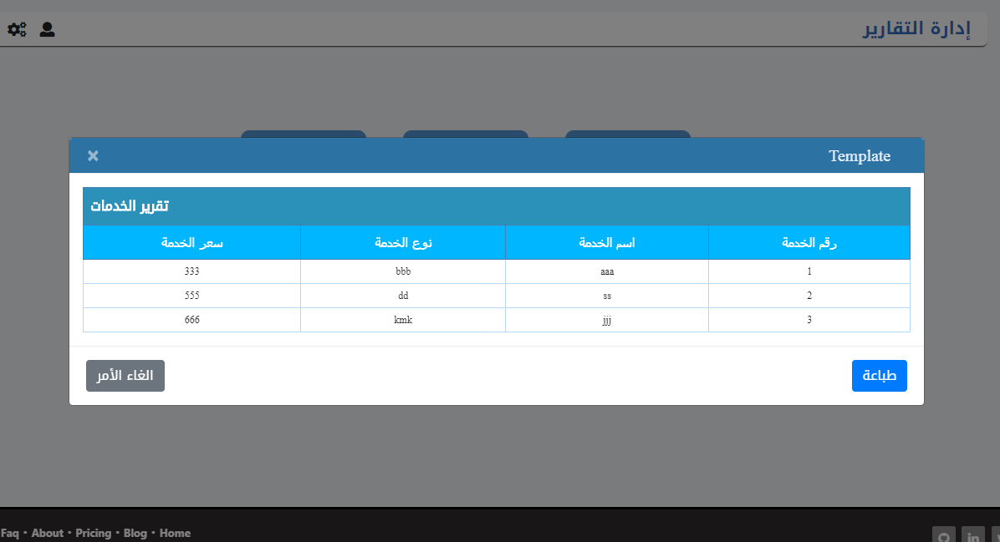 إدارة التقارير
Template ×
تقرير الخدمات
رقم الخدمة اسم الخدمة نوع الخدمة سعر الخدمة
1 aaa bbb 333
2 ss dd 555
3 jjj kmk 666
طباعة الغاء الأمر
Faq · About · Pricing · Blog · Home
in